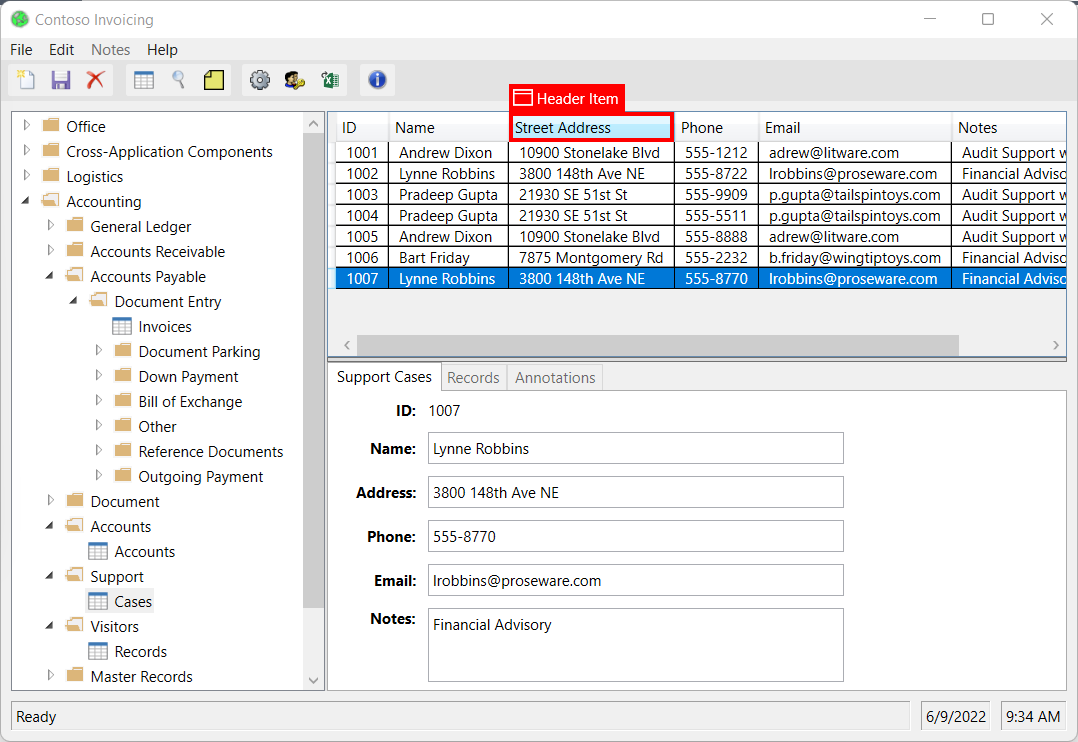 Contoso Invoicing
File Edit Notes Help
Header Item
ID Name Street Address Phone Email Notes
1001 Andrew Dixon 10900 Stonelake Blvd 555-1212 adrew@litware.com Audit Support w
1002 Lynne Robbins 3800 148th Ave NE 555-8722 lrobbins@proseware.com Financial Adviso
1003 Pradeep Gupta 21930 SE 51st St 555-9909 p.gupta@tailspintoys.com Audit Support w
1004 Pradeep Gupta 21930 SE 51st St 555-5511 p.gupta@tailspintoys.com Audit Support w
1005 Andrew Dixon 10900 Stonelake Blvd 555-8888 adrew@litware.com Audit Support w
1006 Bart Friday 7875 Montgomery Rd 555-2232 b.friday@wingtiptoys.com Financial Adviso
1007 Lynne Robbins 3800 148th Ave NE 555-8770 lrobbins@proseware.com Financial Adviso
Office
Cross-Application Components
Logistics
Accounting
General Ledger
Accounts Receivable
Accounts Payable
Document Entry
Invoices
Document Parking
Down Payment
Bill of Exchange
Other
Reference Documents
Outgoing Payment
Document
Accounts
Accounts
Support
Cases
Visitors
Records
Master Records
Support Cases Records Annotations
ID: 1007
Name: Lynne Robbins
Address: 3800 148th Ave NE
Phone: 555-8770
Email: lrobbins@proseware.com
Notes: Financial Advisory
Ready 6/9/2022 9:34 AM